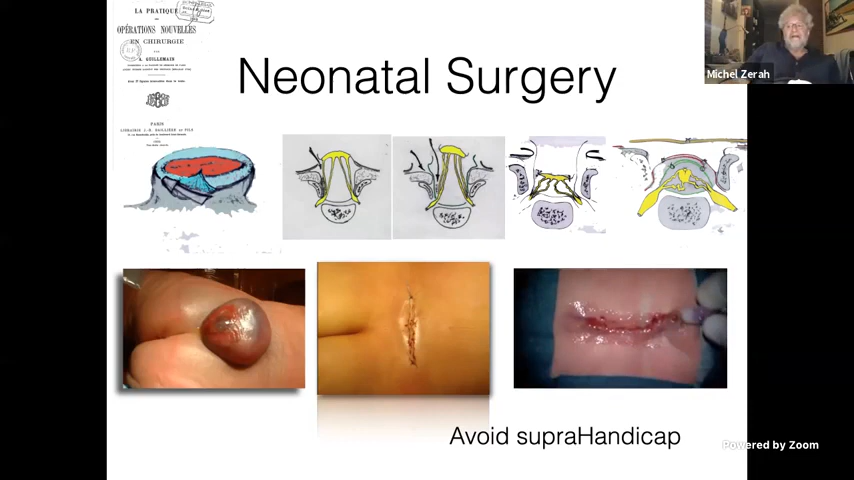 LA PRATIQUE
DES
OPÉRATIONS NOUVELLES
EN CHIRURGIE
PAR
A. GUILLEMAIN
PARIS
LIBRAIRIE J.-B. BAILLIÈRE ET FILS
Neonatal Surgery
Michel Zerah
Avoid supraHandicap
Powered by Zoom